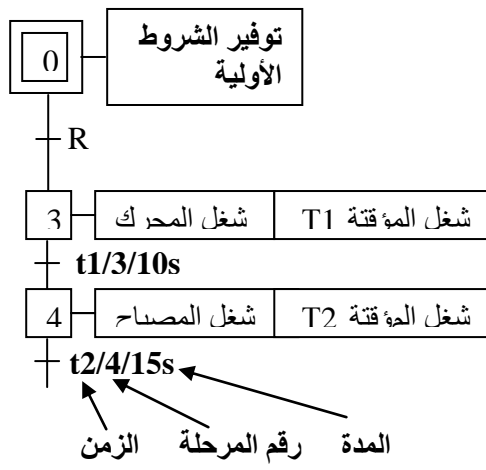 0
توفير الشروط
الأولية
R
3
شغل المحرك
شغل المؤقتة T1
t1/3/10s
4
شغل المصباح
شغل المؤقتة T2
t2/4/15s
الزمن
رقم المرحلة
المدة